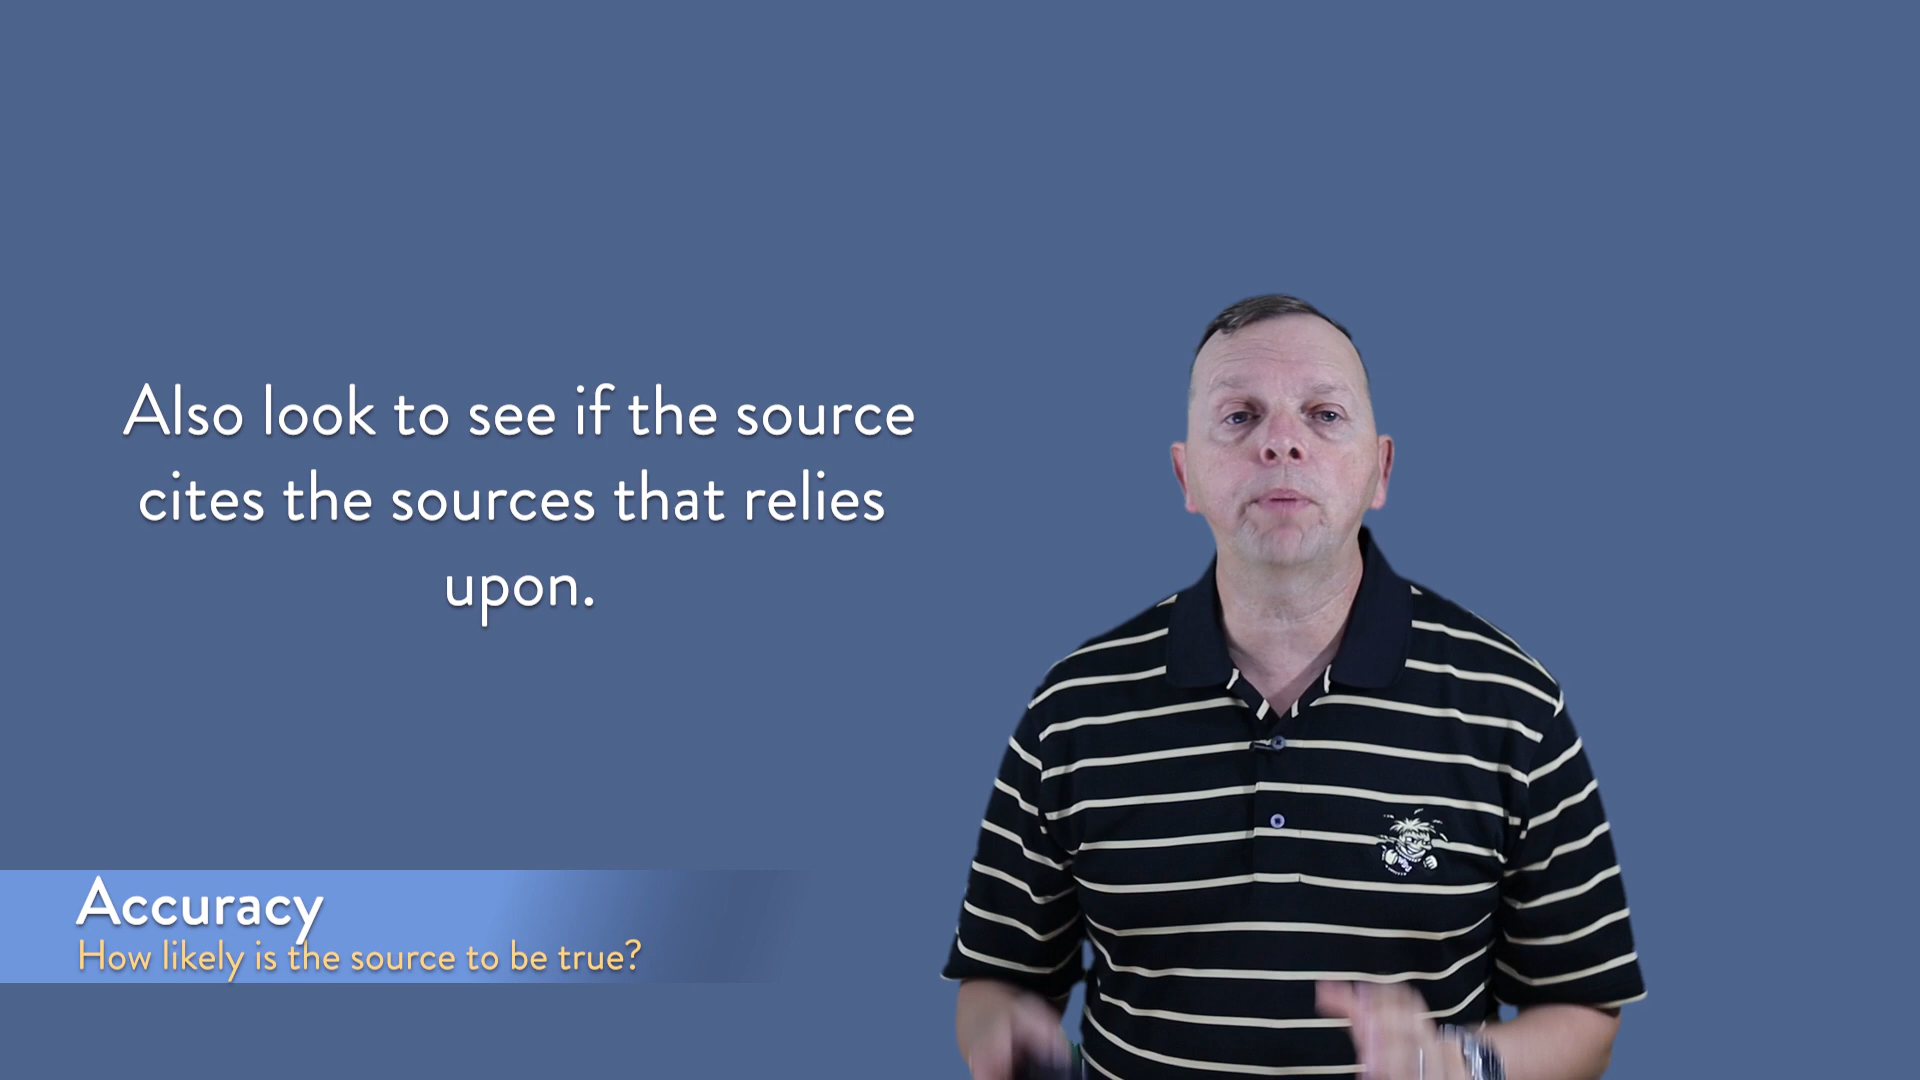 Also look to see if the source
cites the sources that relies
upon.
Accuracy
How likely is the source to be true?